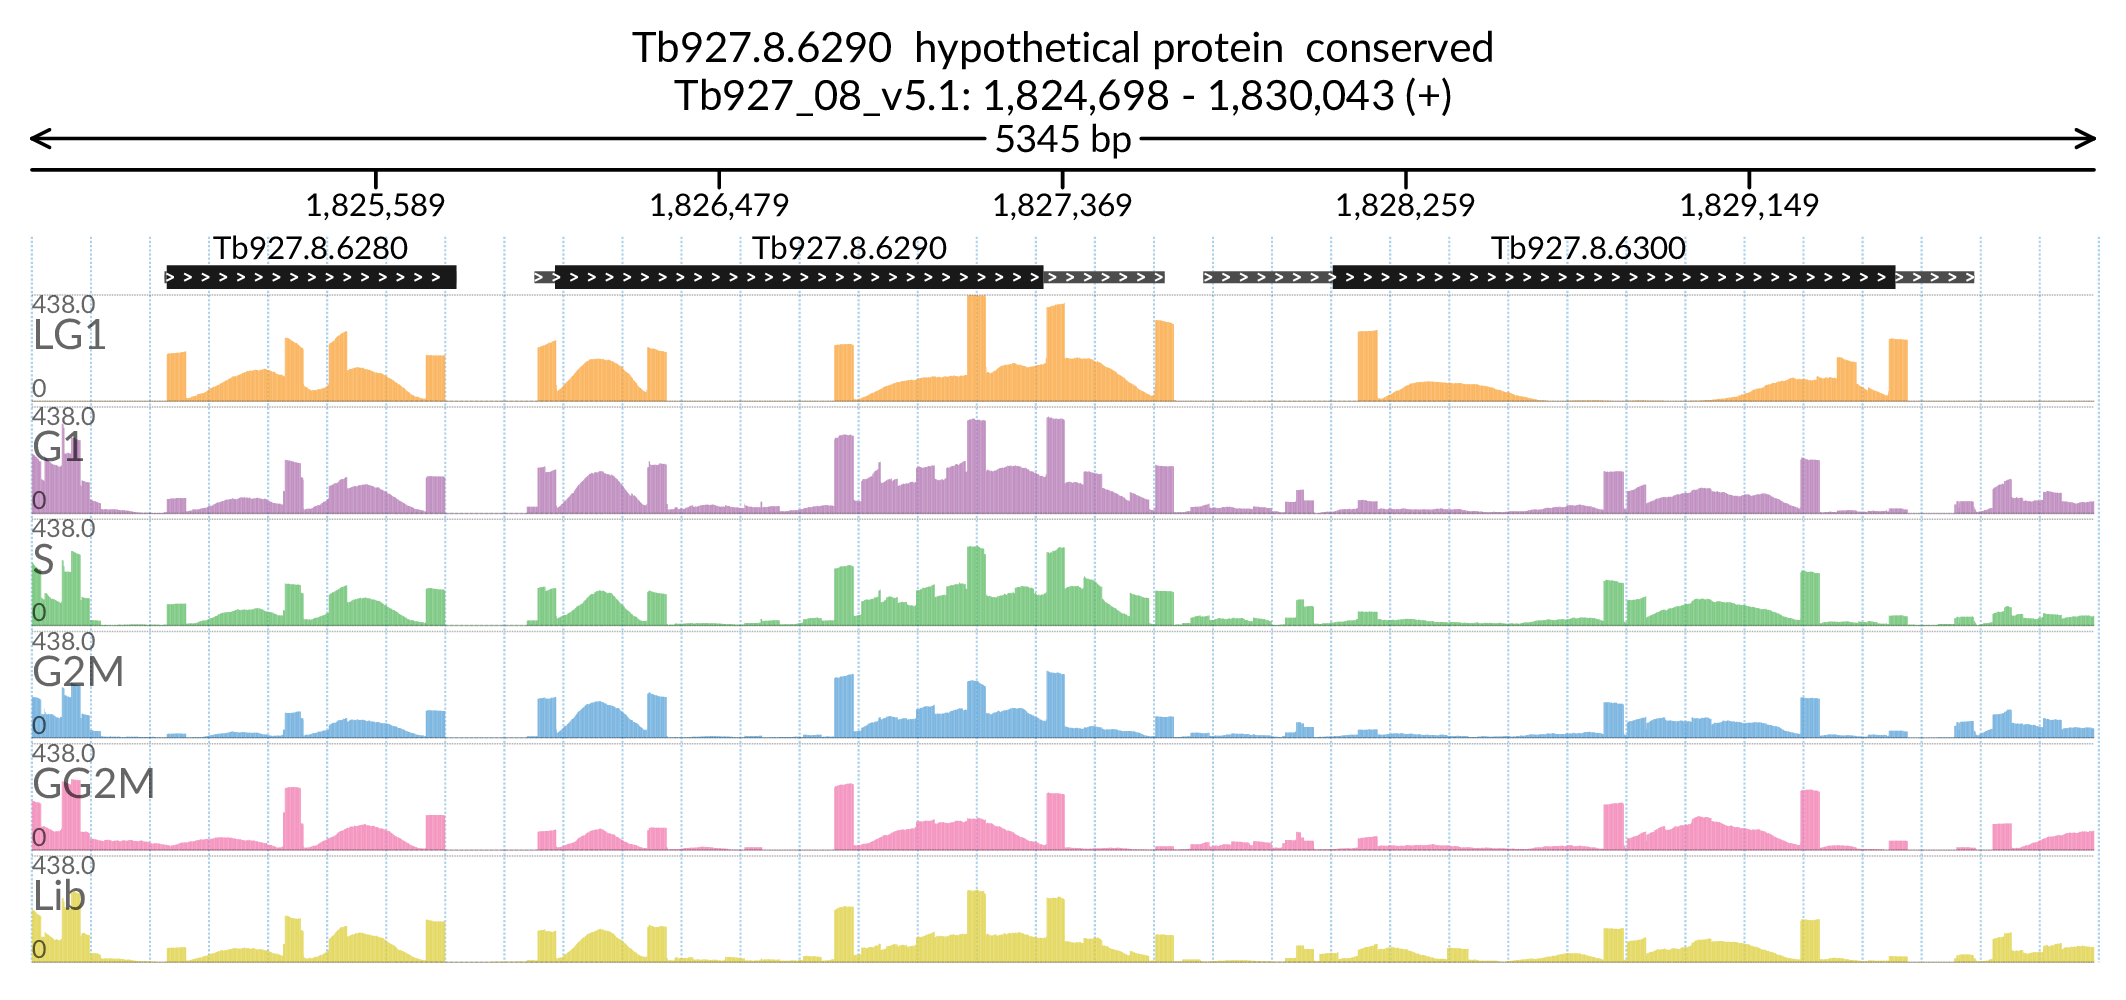 Tb927.8.6290 hypothetical protein conserved
Tb927_08_v5.1: 1,824,698 - 1,830,043 (+)
5345 bp
1,825,589 1,826,479 1,827,369 1,828,259 1,829,149
Tb927.8.6280 Tb927.8.6290 Tb927.8.6300
438.0
LG1
0
438.0
G1
0
438.0
S
0
438.0
G2M
0
438.0
GG2M
0
438.0
Lib
0